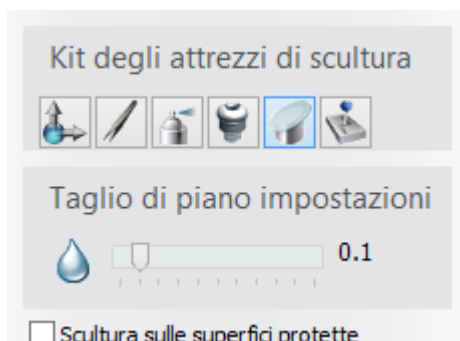 Kit degli attrezzi di scultura
Taglio di piano impostazioni
0.1
Scultura sulle superfici protette